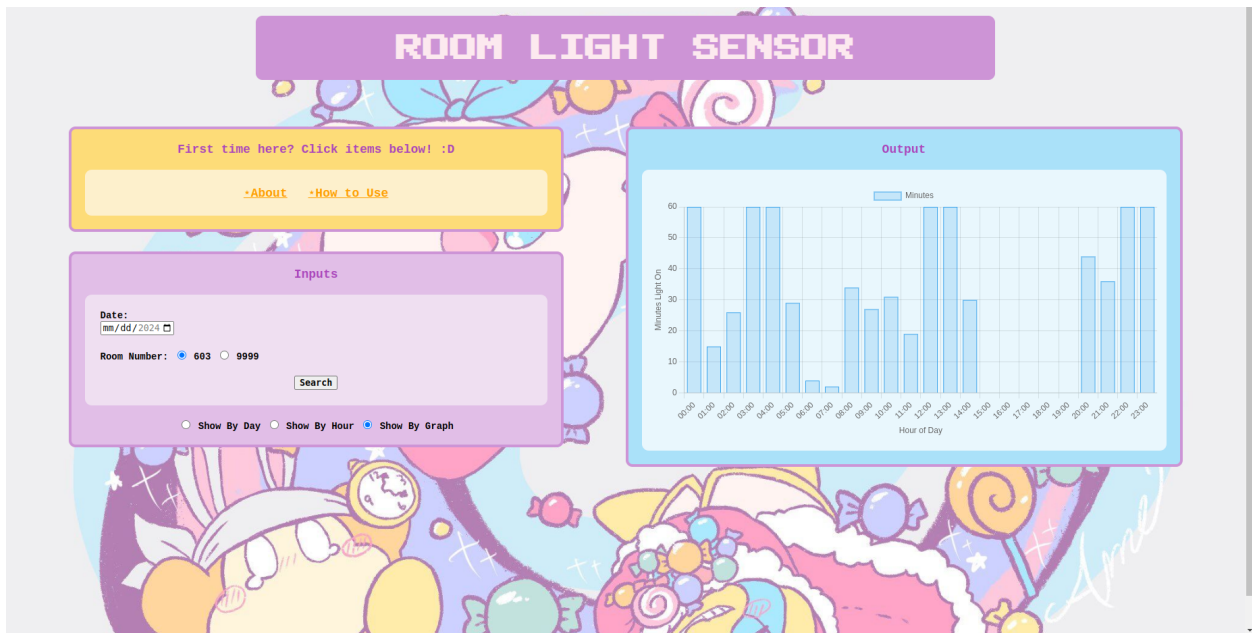 ROOM LIGHT SENSOR
First time here? Click items below! :D
•About •How to Use
Inputs
Date:
mm/dd/2024
Room Number: 603 9999
Search
Show By Day Show By Hour Show By Graph
Output
Minutes
60
50
40
30
20
10
0
Minutes Light On
00:00 01:00 02:00 03:00 04:00 05:00 06:00 07:00 08:00 09:00 10:00 11:00 12:00 13:00 14:00 15:00 16:00 17:00 18:00 19:00 20:00 21:00 22:00 23:00
Hour of Day